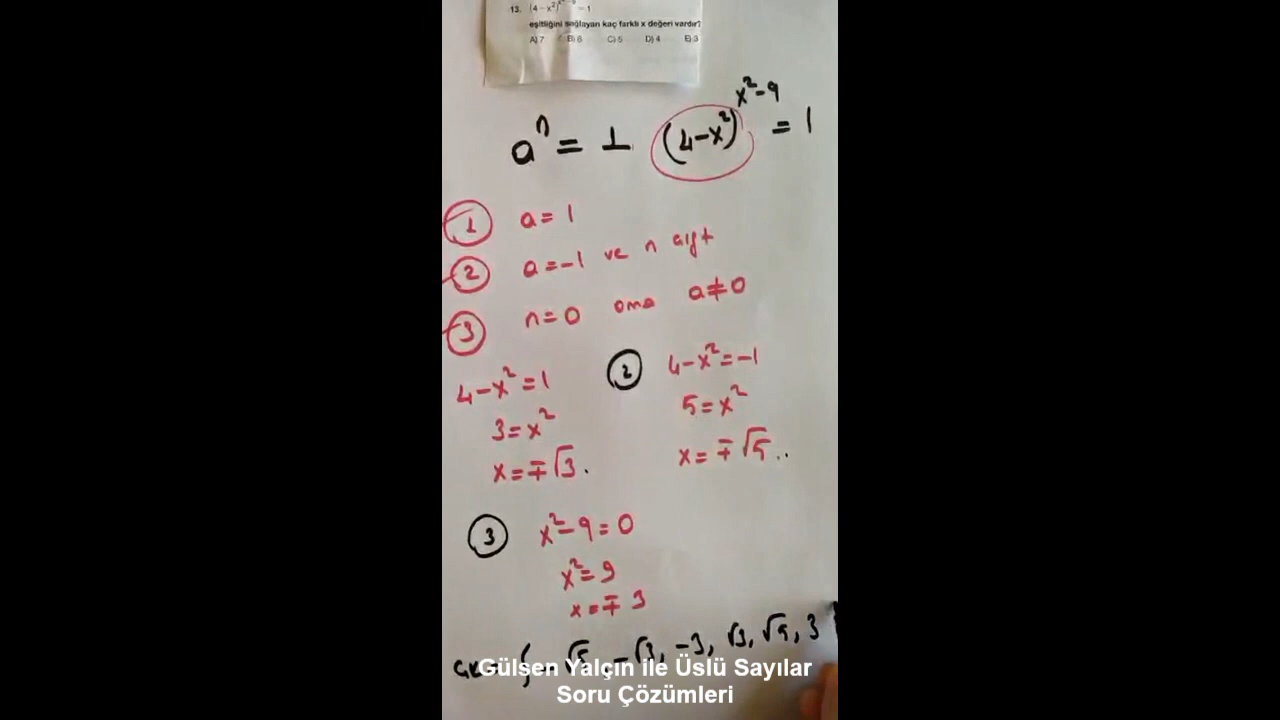 13. (4-x²)ˣ²⁻⁹ = 1
eşitliğini sağlayan kaç farklı x değeri vardır?
A) 7 B) 6 C) 5 D) 4 E) 3
aⁿ = 1 (4-x²)^x²-9 = 1
1 a = 1
2 a = -1 ve n çift
3 n = 0 ama a ≠ 0
4-x² = 1
3 = x²
x = ∓√3.
2 4-x² = -1
5 = x²
x = ∓√5..
3 x²-9 = 0
x² = 9
x = ∓3
{-√5, -√3, -3, √3, √5, 3
Gülsen Yalçın ile Üslü Sayılar
Soru Çözümleri